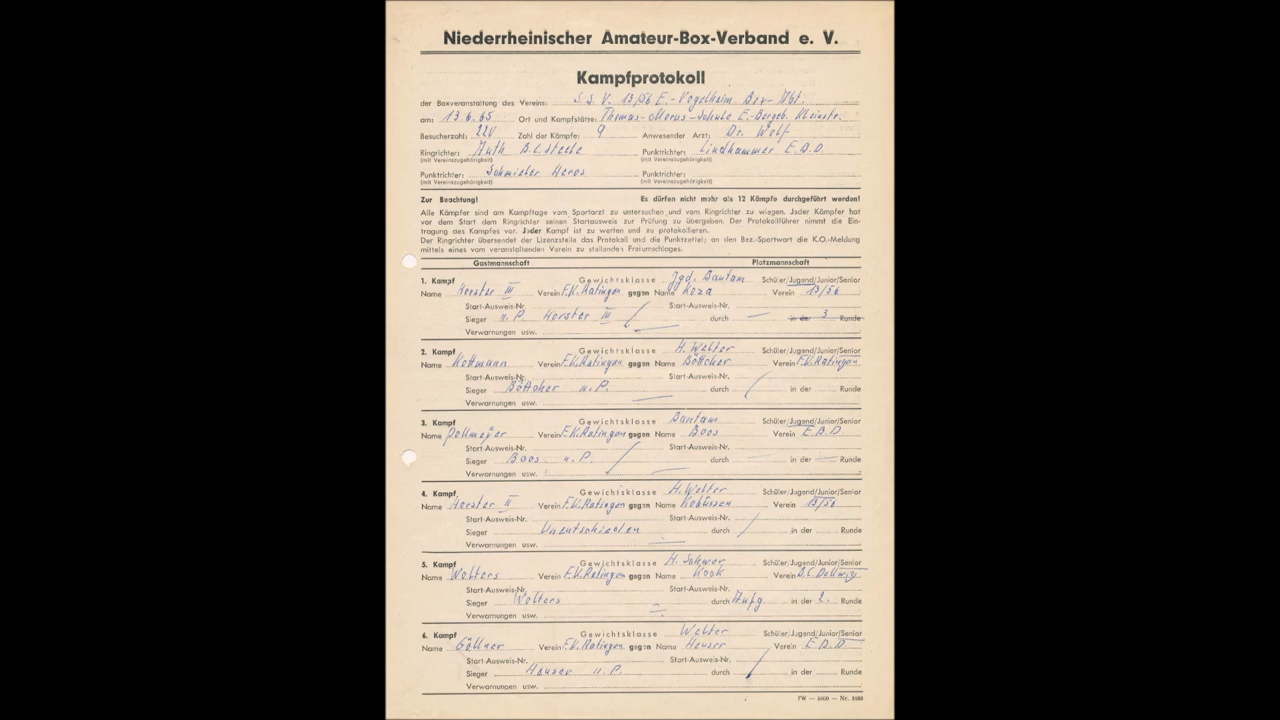 Niederrheinischer Amateur-Box-Verband e. V.
Kampfprotokoll
der Boxveranstaltung des Vereins: S.S.V. 13/56 E.-Vogelheim Box-Abt.
am: 13.6.65 Ort und Kampfstätte: Thomas-Morus-Schule E.-Bergeb. Kleinstr.
Besucherzahl: 220 Zahl der Kämpfe: 9 Anwesender Arzt: Dr. Wolf
Ringrichter: B.C. Steele Punktrichter: Lindhammer E.B.D.
(mit Vereinszugehörigkeit) (mit Vereinszugehörigkeit)
Punktrichter: Schmieter Heros Punktrichter:
(mit Vereinszugehörigkeit) (mit Vereinszugehörigkeit)
Zur Beachtung! Es dürfen nicht mehr als 12 Kämpfe durchgeführt werden!
Alle Kämpfer sind am Kampftage vom Sportarzt zu untersuchen und vom Ringrichter zu wiegen. Jeder Kämpfer hat
vor dem Start dem Ringrichter seinen Startausweis zur Prüfung zu übergeben. Der Protokollführer nimmt die Ein-
tragung des Kampfes vor. Jeder Kampf ist zu werten und zu protokollieren.
Der Ringrichter übersendet der Lizenzstelle das Protokoll und die Punktzettel; an den Bez.-Sportwart die K.O.-Meldung
mittels eines vom veranstaltenden Verein zu stellenden Freiumschlages.
Gastmannschaft Platzmannschaft
1. Kampf Gewichtsklasse Jgd. Bantam Schüler/Jugend/Junior/Senior
Name Horster III Verein F.V. Ratingen gegen Name Koza Verein 13/56
Start-Ausweis-Nr. Start-Ausweis-Nr.
Sieger n. P. Horster III durch — in der 3 Runde
Verwarnungen usw. —
2. Kampf Gewichtsklasse H. Welter Schüler/Jugend/Junior/Senior
Name Kottmann Verein F.V. Ratingen gegen Name Böttcher Verein F.V. Ratingen
Start-Ausweis-Nr. Start-Ausweis-Nr.
Sieger Böttcher n. P. durch in der Runde
Verwarnungen usw. —
3. Kampf Gewichtsklasse Bantam Schüler/Jugend/Junior/Senior
Name Dollmeyer Verein F.V. Ratingen gegen Name Boos Verein E.B.D.
Start-Ausweis-Nr. Start-Ausweis-Nr.
Sieger Boos n. P. durch — in der — Runde
Verwarnungen usw. —
4. Kampf Gewichtsklasse H. Welter Schüler/Jugend/Junior/Senior
Name Horster II Verein F.V. Ratingen gegen Name Kobüssen Verein 13/56
Start-Ausweis-Nr. Start-Ausweis-Nr.
Sieger Unentschieden durch in der Runde
Verwarnungen usw. —
5. Kampf Gewichtsklasse H. Schwer Schüler/Jugend/Junior/Senior
Name Wolters Verein F.V. Ratingen gegen Name Kook Verein B.C. Dellwig
Start-Ausweis-Nr. Start-Ausweis-Nr.
Sieger Wolters durch Aufg. in der 2. Runde
Verwarnungen usw.
6. Kampf Gewichtsklasse Welter Schüler/Jugend/Junior/Senior
Name Göllner Verein F.V. Ratingen gegen Name Heuser Verein E.B.D.
Start-Ausweis-Nr. Start-Ausweis-Nr.
Sieger Heuser n. P. durch in der Runde
Verwarnungen usw.